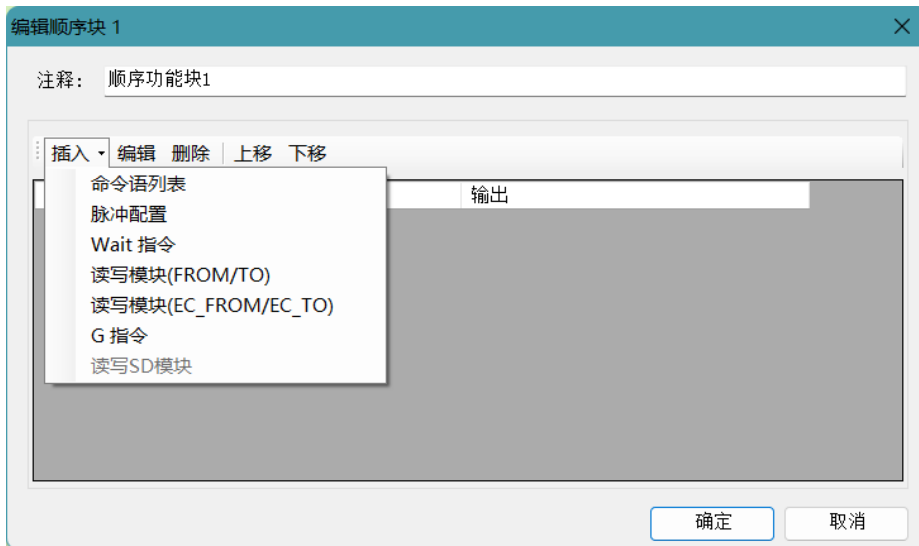 编辑顺序块 1
注释: 顺序功能块1
插入 编辑 删除 上移 下移
输出
命令语列表
脉冲配置
Wait 指令
读写模块(FROM/TO)
读写模块(EC_FROM/EC_TO)
G 指令
读写SD模块
确定 取消